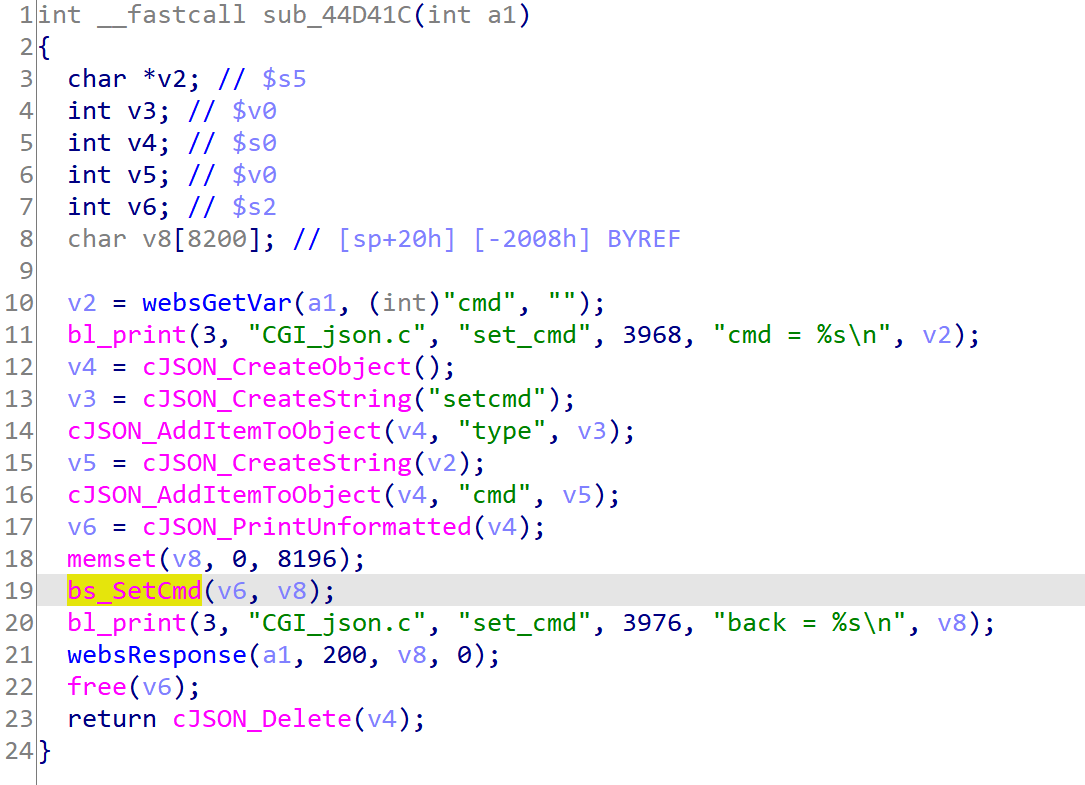 1 int __fastcall sub_44D41C(int a1)
2 {
3   char *v2; // $s5
4   int v3; // $v0
5   int v4; // $s0
6   int v5; // $v0
7   int v6; // $s2
8   char v8[8200]; // [sp+20h] [-2008h] BYREF
9
10   v2 = websGetVar(a1, (int)"cmd", "");
11   bl_print(3, "CGI_json.c", "set_cmd", 3968, "cmd = %s\n", v2);
12   v4 = cJSON_CreateObject();
13   v3 = cJSON_CreateString("setcmd");
14   cJSON_AddItemToObject(v4, "type", v3);
15   v5 = cJSON_CreateString(v2);
16   cJSON_AddItemToObject(v4, "cmd", v5);
17   v6 = cJSON_PrintUnformatted(v4);
18   memset(v8, 0, 8196);
19   bs_SetCmd(v6, v8);
20   bl_print(3, "CGI_json.c", "set_cmd", 3976, "back = %s\n", v8);
21   websResponse(a1, 200, v8, 0);
22   free(v6);
23   return cJSON_Delete(v4);
24 }